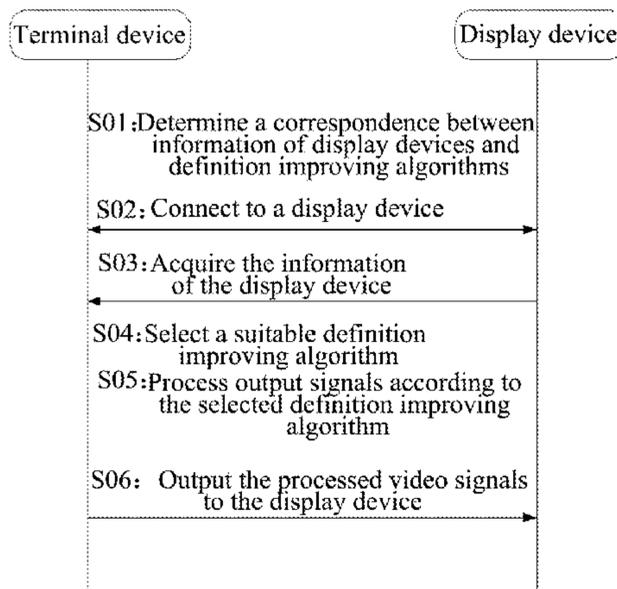 Terminal device
Display device
S01:Determine a correspondence between
information of display devices and
definition improving algorithms
S02: Connect to a display device
S03:Acquire the information
of the display device
S04:Select a suitable definition
improving algorithm
S05:Process output signals according to
the selected definition improving
algorithm
S06: Output the processed video signals
to the display device